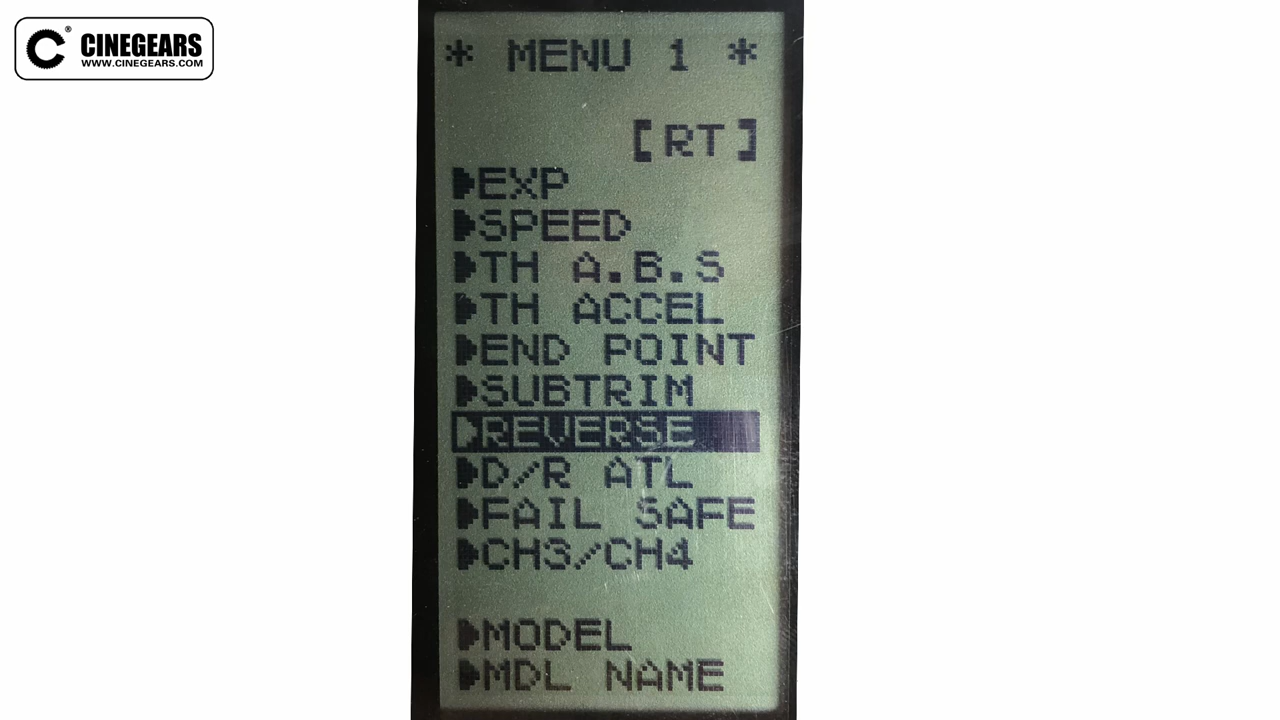 CINEGEARS
WWW.CINEGEARS.COM
* MENU 1 *
[RT]
EXP
SPEED
TH A.B.S
TH ACCEL
END POINT
SUBTRIM
REVERSE
D/R ATL
FAIL SAFE
CH3/CH4
MODEL
MDL NAME